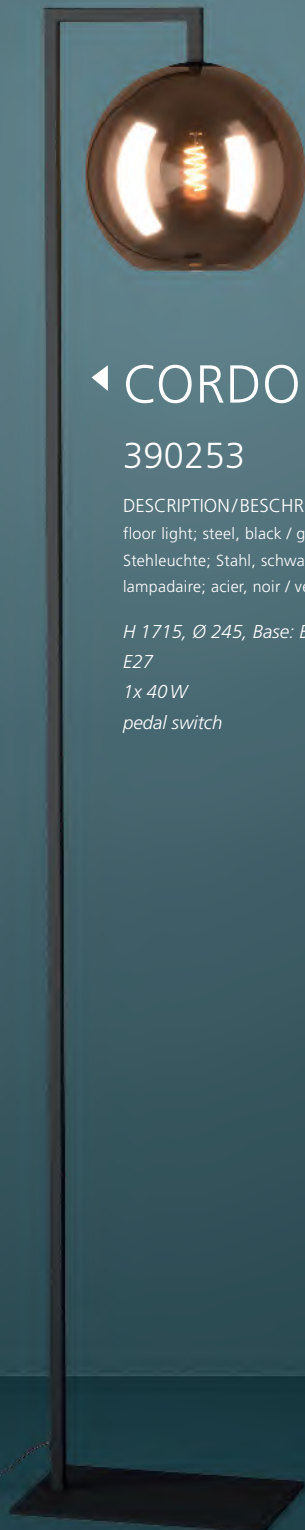 CORDO
390253
DESCRIPTION/BESCHR
floor light; steel, black / g
Stehleuchte; Stahl, schwa
lampadaire; acier, noir / ve
H 1715, Ø 245, Base: B
E27
1x 40 W
pedal switch